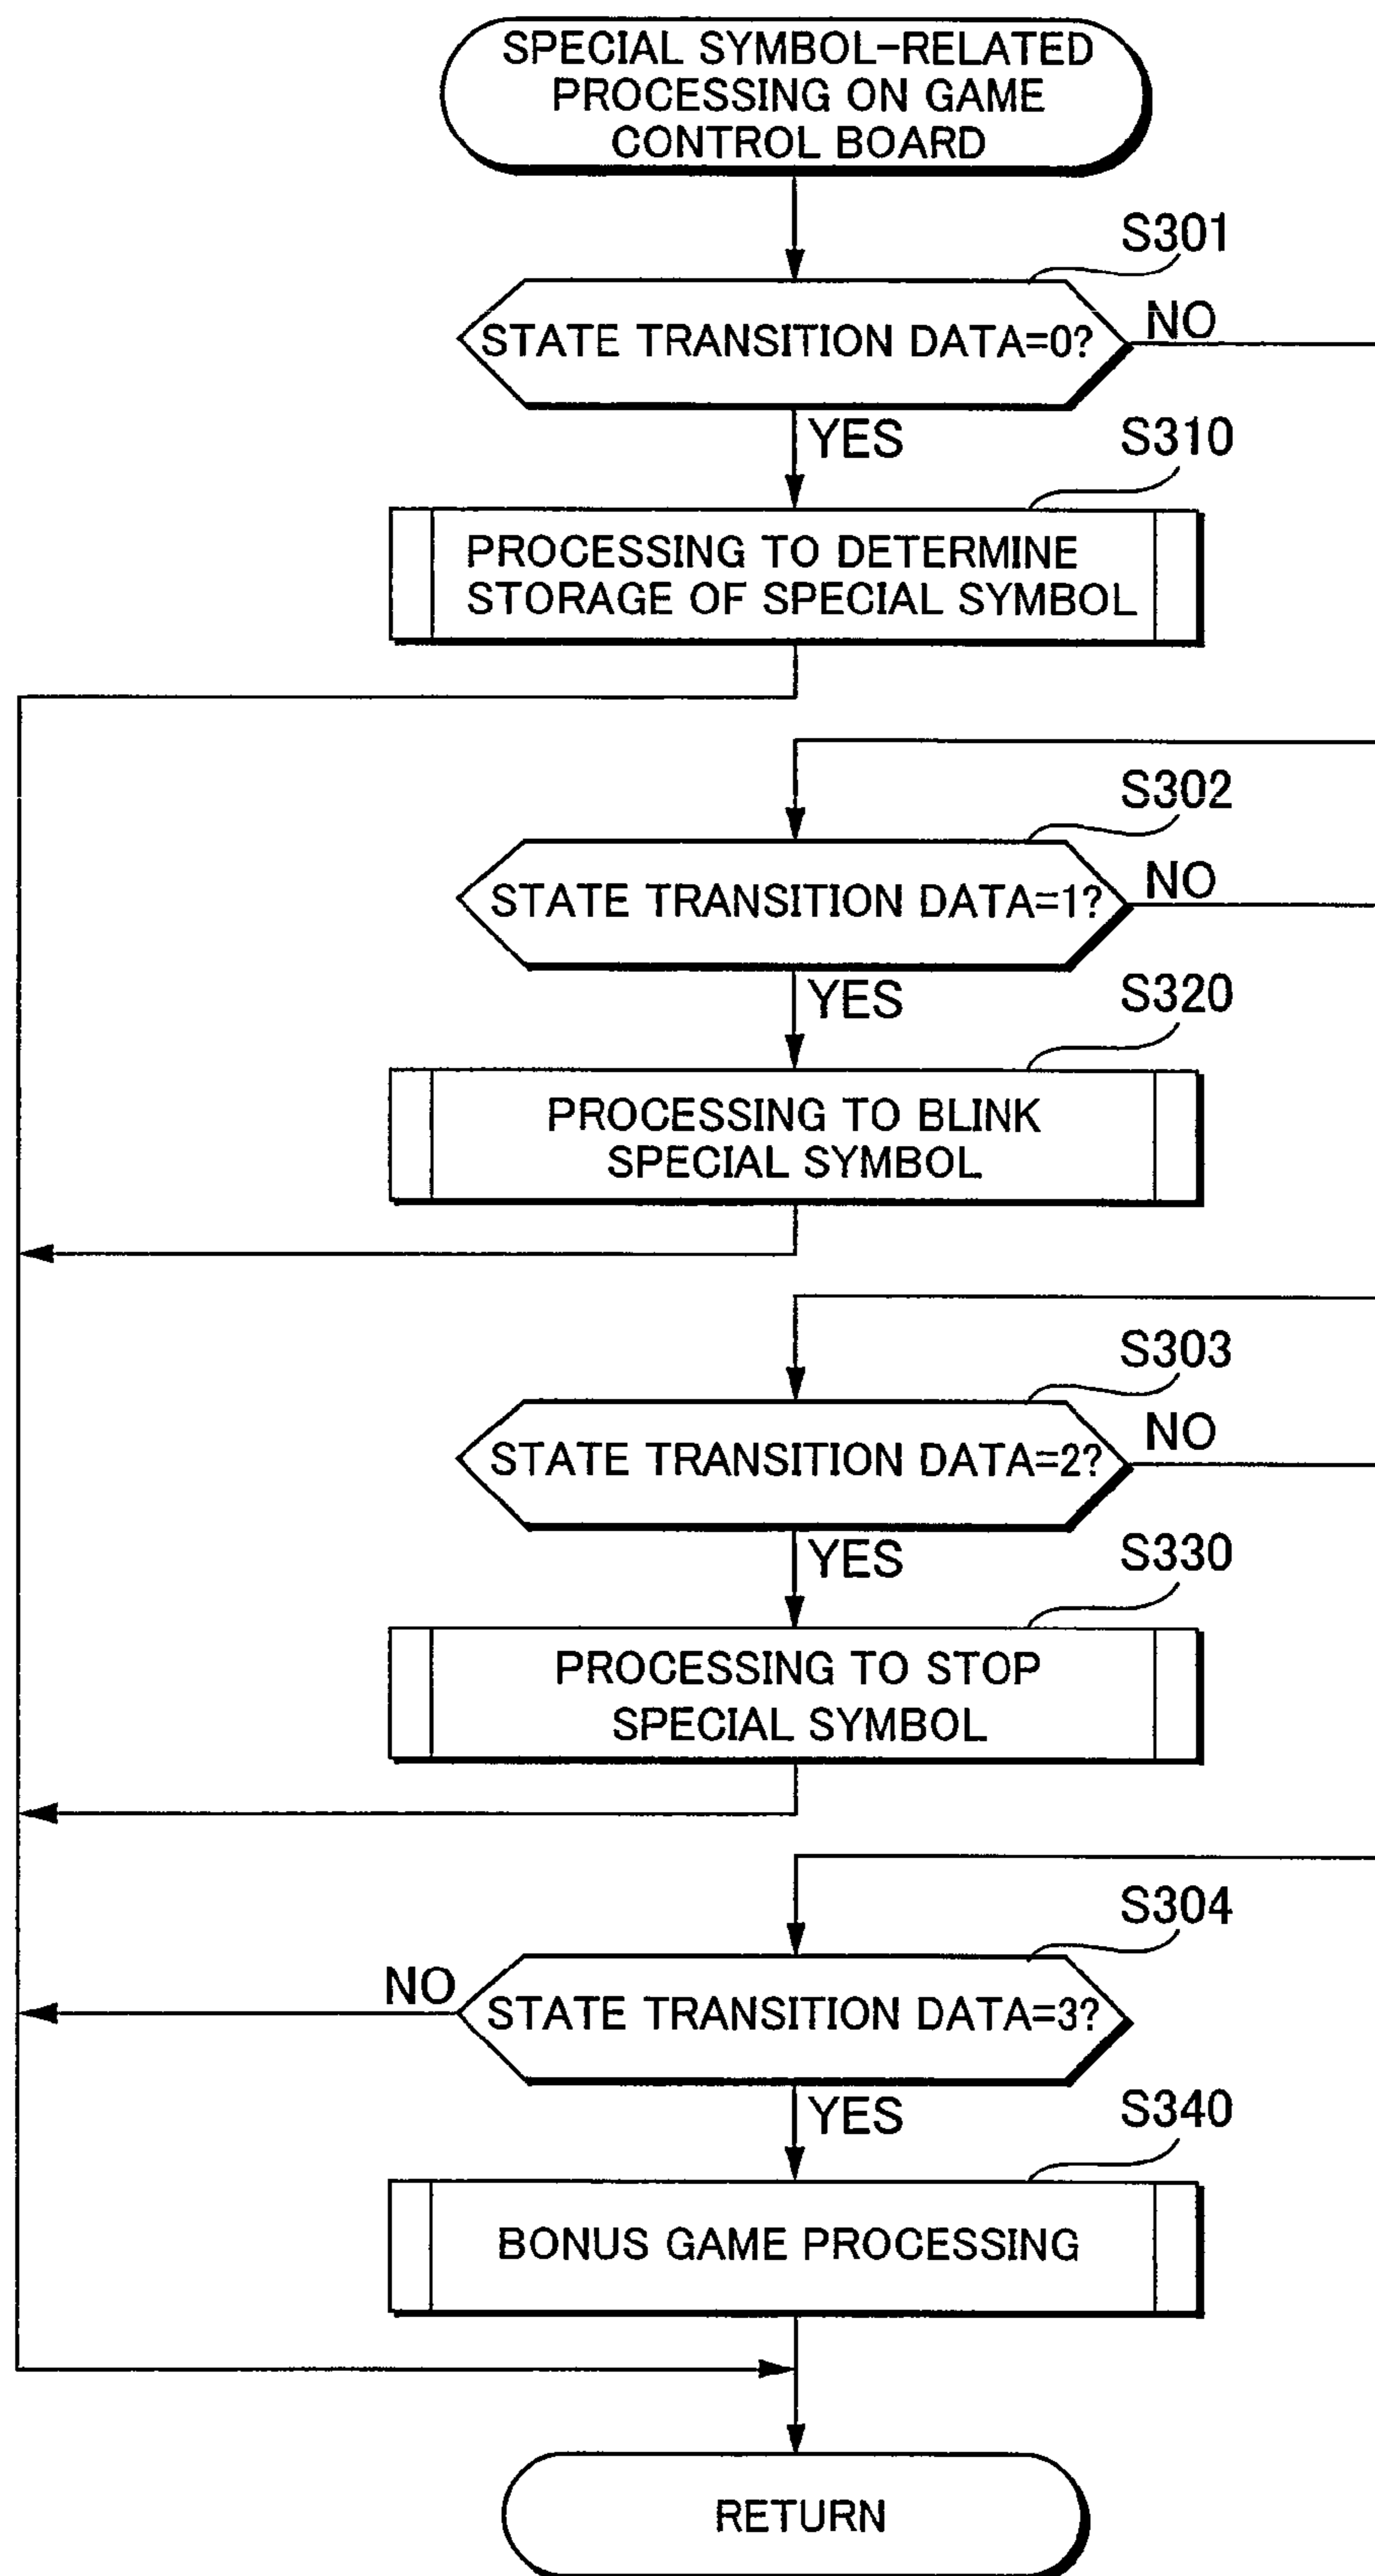 SPECIAL SYMBOL-RELATED
PROCESSING ON GAME
CONTROL BOARD
S301
STATE TRANSITION DATA=0?
NO
YES
S310
PROCESSING TO DETERMINE
STORAGE OF SPECIAL SYMBOL
S302
STATE TRANSITION DATA=1?
NO
YES
S320
PROCESSING TO BLINK
SPECIAL SYMBOL
S303
STATE TRANSITION DATA=2?
NO
YES
S330
PROCESSING TO STOP
SPECIAL SYMBOL
S304
NO
STATE TRANSITION DATA=3?
YES
S340
BONUS GAME PROCESSING
RETURN